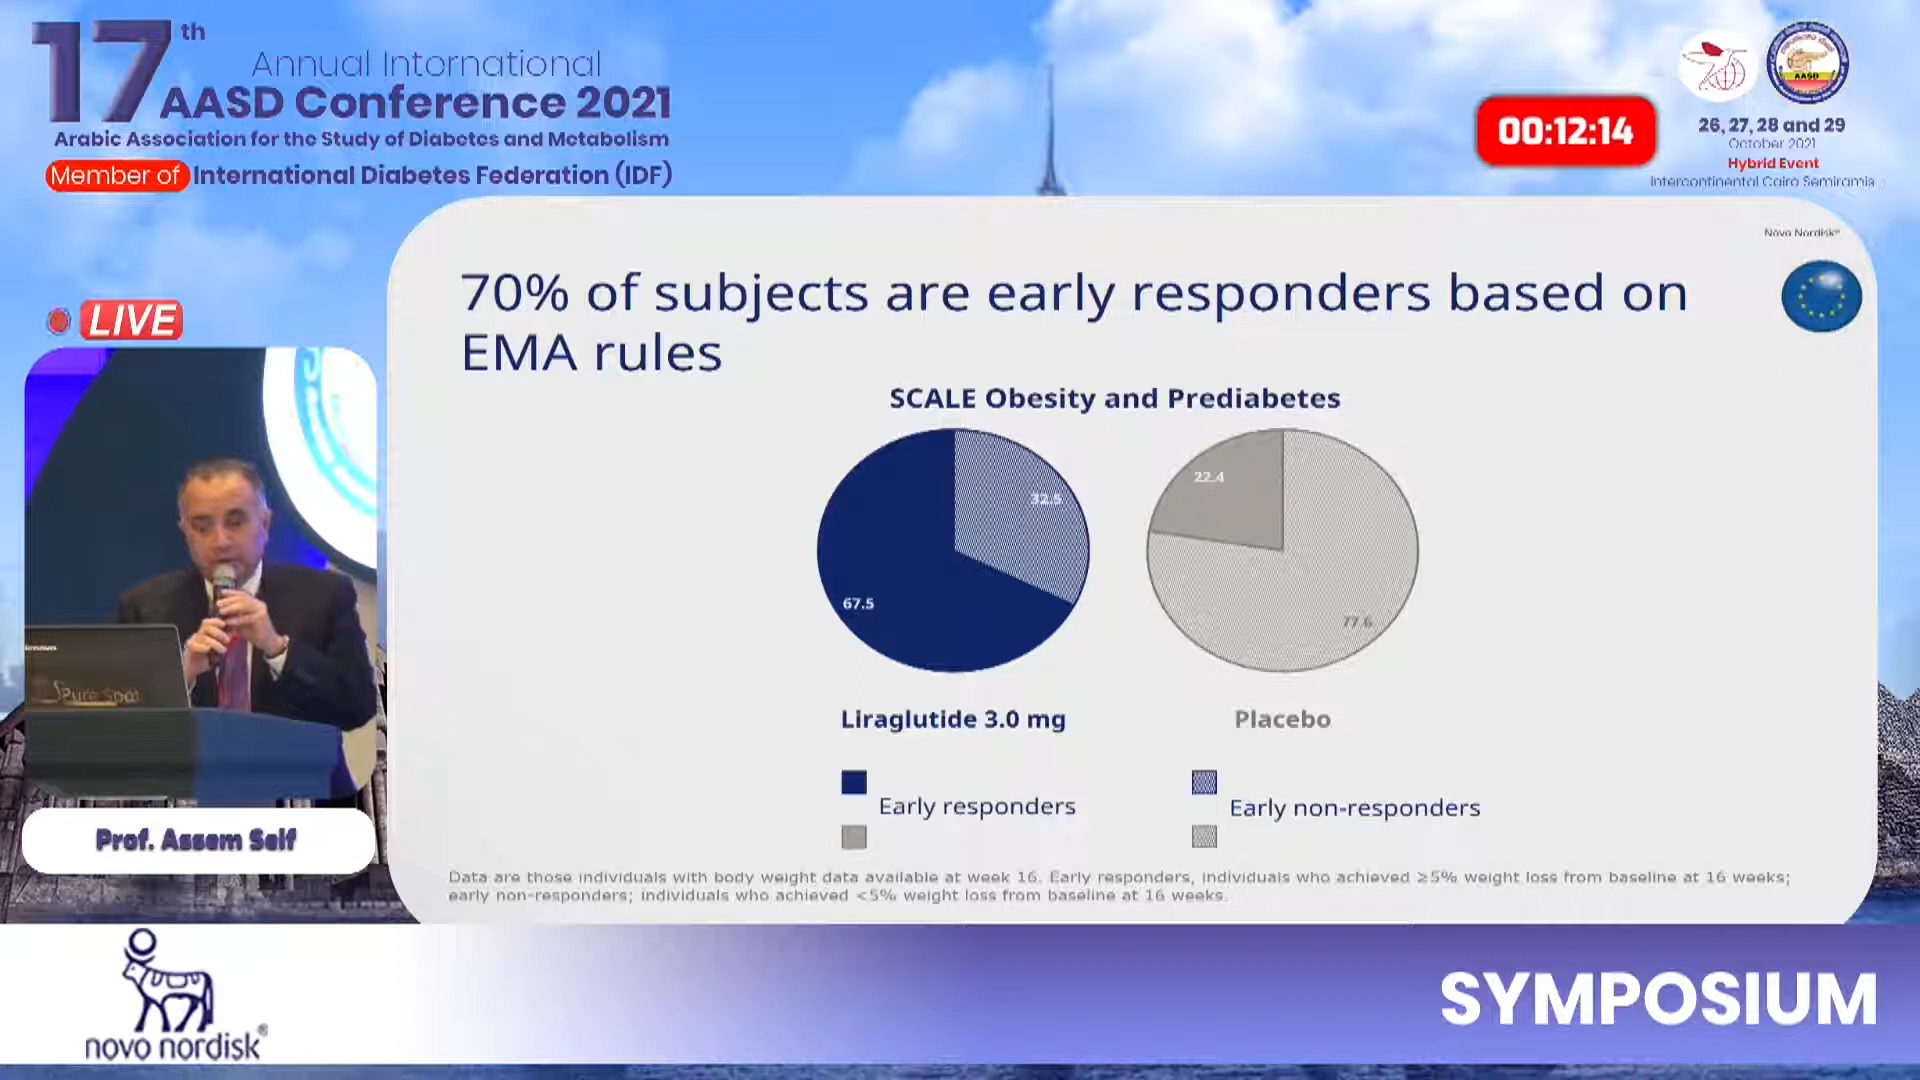 17th
Annual International
AASD Conference 2021
Arabic Association for the Study of Diabetes and Metabolism
Member of International Diabetes Federation (IDF)
00:12:14
AASD
26, 27, 28 and 29
October 2021
Hybrid Event
Intercontinental Cairo Semiramis
Novo Nordisk®
LIVE
70% of subjects are early responders based on
EMA rules
SCALE Obesity and Prediabetes
32.5
67.5
22.4
77.6
Liraglutide 3.0 mg
Placebo
Early responders
Early non-responders
Data are those individuals with body weight data available at week 16. Early responders, individuals who achieved ≥5% weight loss from baseline at 16 weeks;
early non-responders; individuals who achieved <5% weight loss from baseline at 16 weeks.
Pure Spot
Prof. Assem Seif
novo nordisk®
SYMPOSIUM